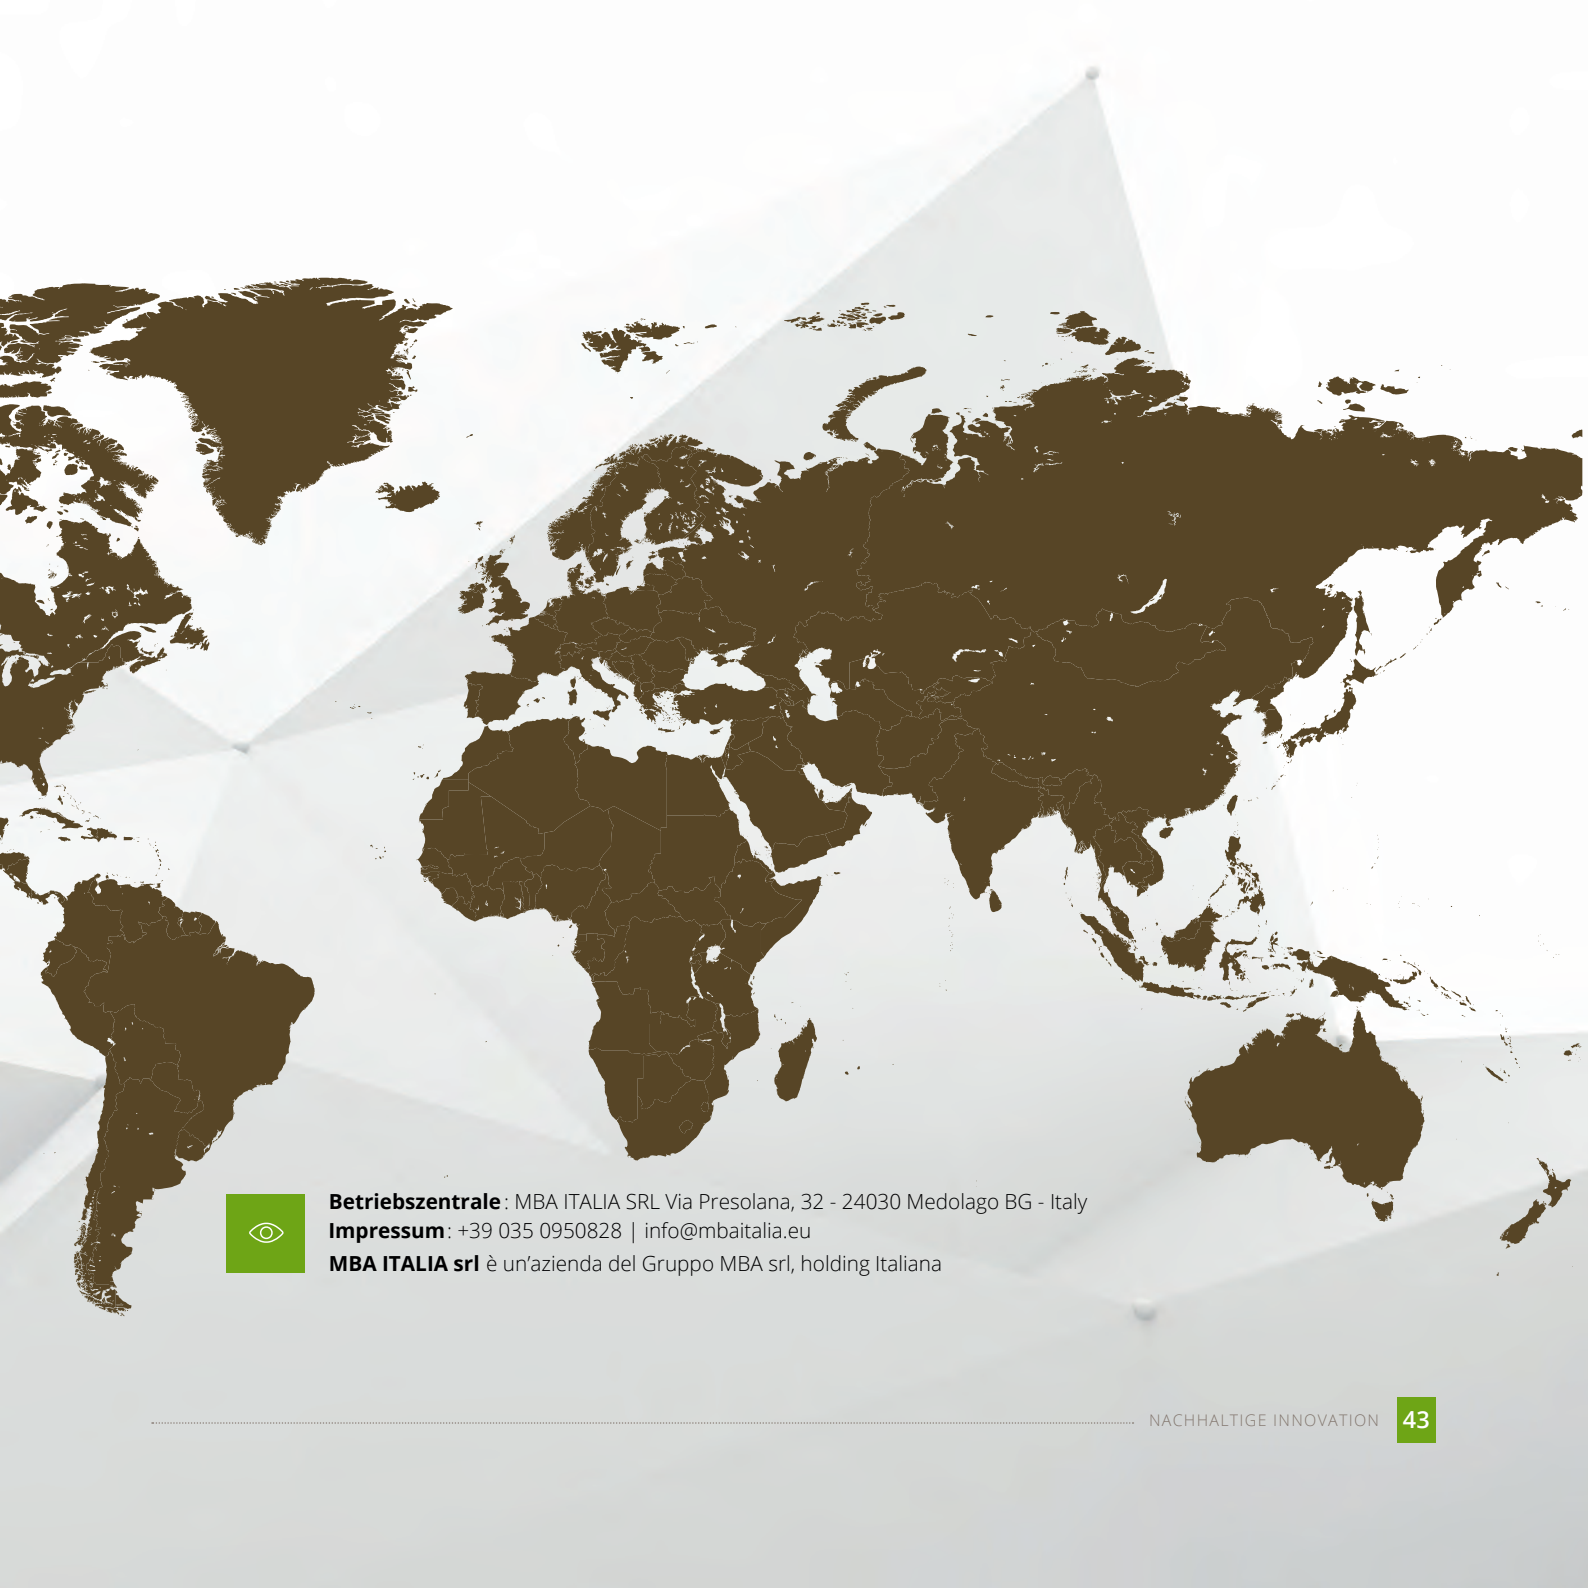 Betriebszentrale: MBA ITALIA SRL Via Presolana, 32 - 24030 Medolago BG - Italy
Impressum: +39 035 0950828 | info@mbaitalia.eu
MBA ITALIA srl è un’azienda del Gruppo MBA srl, holding Italiana
NACHHALTIGE INNOVATION 43